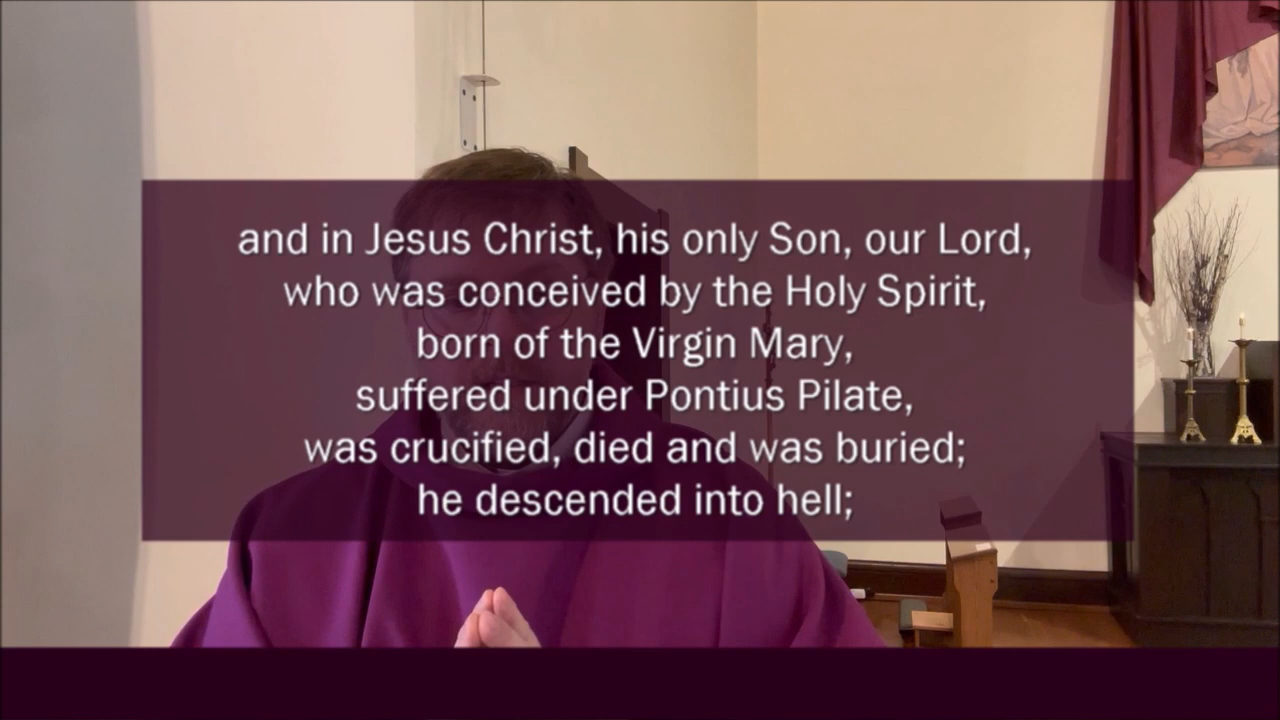 and in Jesus Christ, his only Son, our Lord,
who was conceived by the Holy Spirit,
born of the Virgin Mary,
suffered under Pontius Pilate,
was crucified, died and was buried;
he descended into hell;